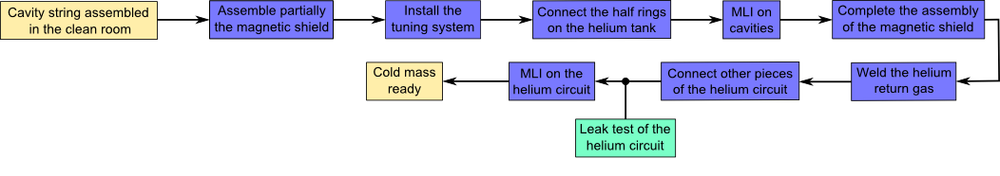 Cavity string assembled
in the clean room
Assemble partially
the magnetic shield
Install the
tuning system
Connect the half rings
on the helium tank
MLI on
cavities
Complete the assembly
of the magnetic shield
Weld the helium
return gas
Connect other pieces
of the helium circuit
MLI on the
helium circuit
Cold mass
ready
Leak test of the
helium circuit